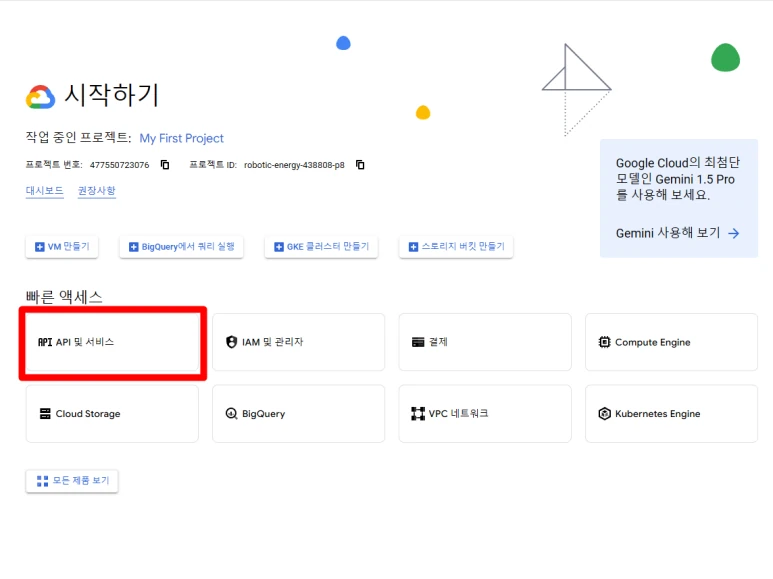 시작하기
작업 중인 프로젝트: My First Project
프로젝트 번호: 477550723076 프로젝트 ID: robotic-energy-438808-p8
대시보드 권장사항
Google Cloud의 최첨단
모델인 Gemini 1.5 Pro
를 사용해 보세요.
Gemini 사용해 보기
VM 만들기 BigQuery에서 쿼리 실행 GKE 클러스터 만들기 스토리지 버킷 만들기
빠른 액세스
API API 및 서비스 IAM 및 관리자 결제 Compute Engine
Cloud Storage BigQuery VPC 네트워크 Kubernetes Engine
모든 제품 보기